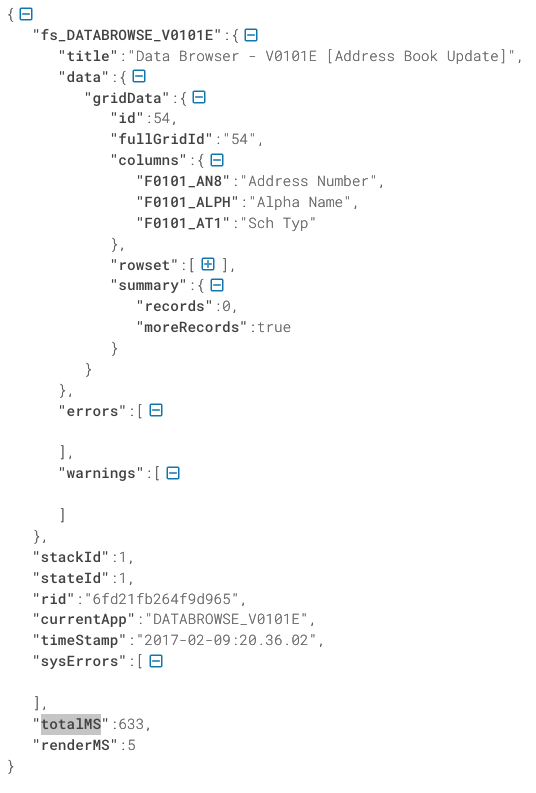 {
"fs_DATABROWSE_V0101E":{
"title":"Data Browser - V0101E [Address Book Update]",
"data":{
"gridData":{
"id":54,
"fullGridId":"54",
"columns":{
"F0101_AN8":"Address Number",
"F0101_ALPH":"Alpha Name",
"F0101_AT1":"Sch Typ"
},
"rowset":[ ],
"summary":{
"records":0,
"moreRecords":true
}
}
},
"errors":[
],
"warnings":[
]
},
"stackId":1,
"stateId":1,
"rid":"6fd21fb264f9d965",
"currentApp":"DATABROWSE_V0101E",
"timeStamp":"2017-02-09:20.36.02",
"sysErrors":[
],
"totalMS":633,
"renderMS":5
}